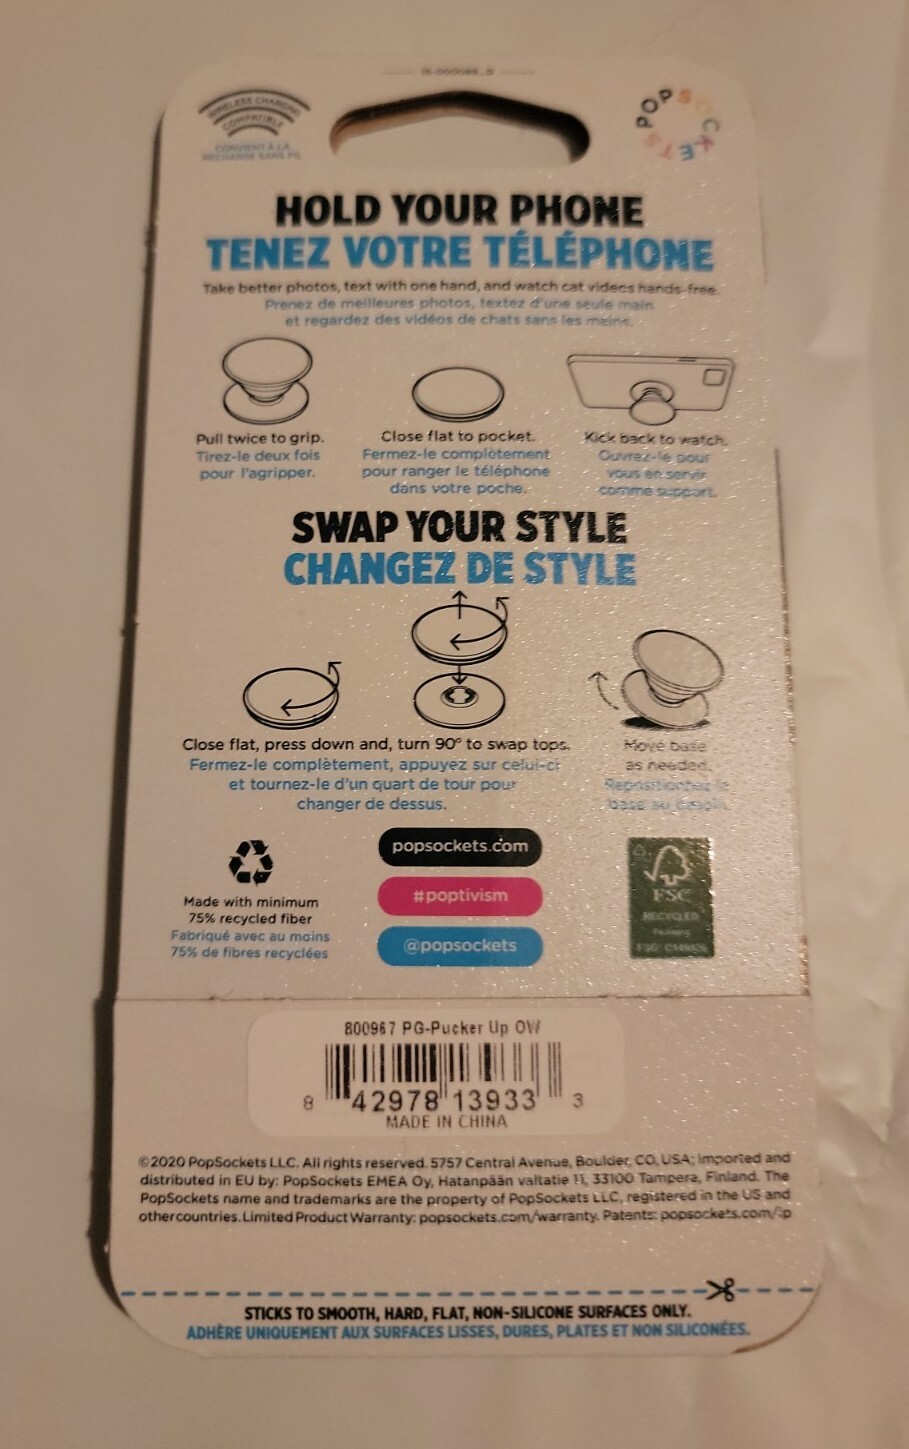 WIRELESS CHARGING
COMPATIBLE
CONVIENT À LA
RECHARGE SANS FIL
POPSOCKETS
HOLD YOUR PHONE
TENEZ VOTRE TÉLÉPHONE
Take better photos, text with one hand, and watch cat videos hands-free.
Prenez de meilleures photos, textez d'une seule main
et regardez des vidéos de chats sans les mains.
Pull twice to grip.
Tirez-le deux fois
pour l'agripper.
Close flat to pocket.
Fermez-le complètement
pour ranger le téléphone
dans votre poche.
Kick back to watch.
Ouvrez-le pour
vous en servir
comme support.
SWAP YOUR STYLE
CHANGEZ DE STYLE
Close flat, press down and, turn 90° to swap tops.
Fermez-le complètement, appuyez sur celui-ci
et tournez-le d'un quart de tour pour
changer de dessus.
Move base
as needed.
Repositionnez la
base au besoin.
Made with minimum
75% recycled fiber
Fabriqué avec au moins
75% de fibres recyclées
popsockets.com
#poptivism
@popsockets
FSC
RECYCLED
Packaging
800967 PG-Pucker Up OW
8 42978 13933 3
MADE IN CHINA
©2020 PopSockets LLC. All rights reserved. 5757 Central Avenue, Boulder, CO, USA; Imported and
distributed in EU by: PopSockets EMEA Oy, Hatanpään valtatie 11, 33100 Tampere, Finland. The
PopSockets name and trademarks are the property of PopSockets LLC, registered in the US and
other countries. Limited Product Warranty: popsockets.com/warranty. Patents: popsockets.com/ip
STICKS TO SMOOTH, HARD, FLAT, NON-SILICONE SURFACES ONLY.
ADHÈRE UNIQUEMENT AUX SURFACES LISSES, DURES, PLATES ET NON SILICONÉES.